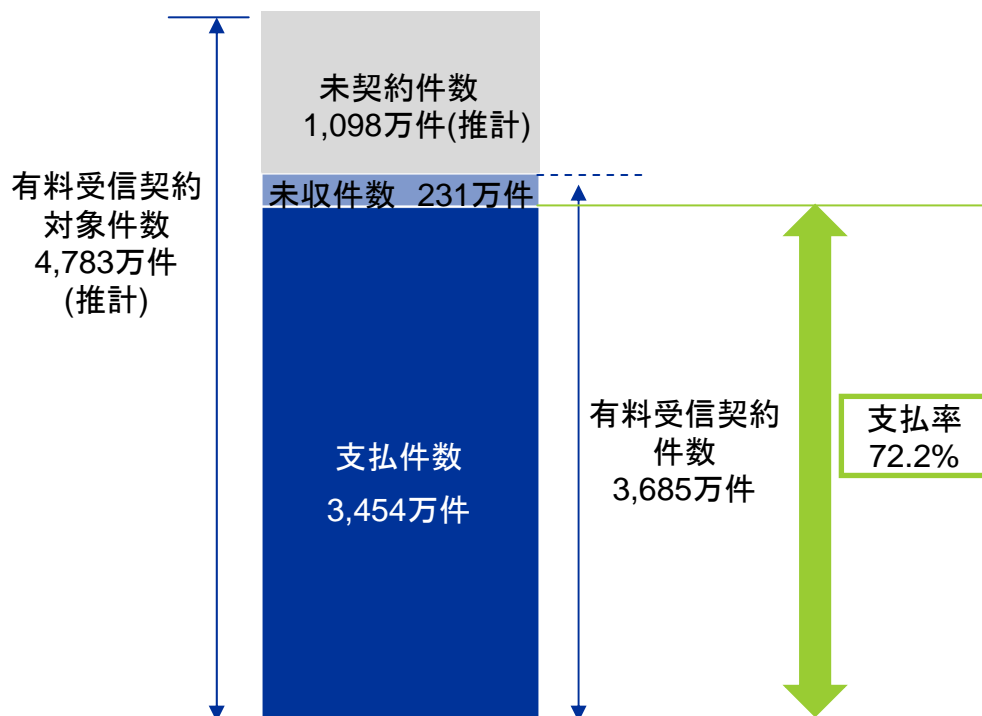 未契約件数
1,098万件(推計)
未収件数 231万件
有料受信契約
対象件数
4,783万件
(推計)
支払件数
3,454万件
有料受信契約
件数
3,685万件
支払率
72.2%